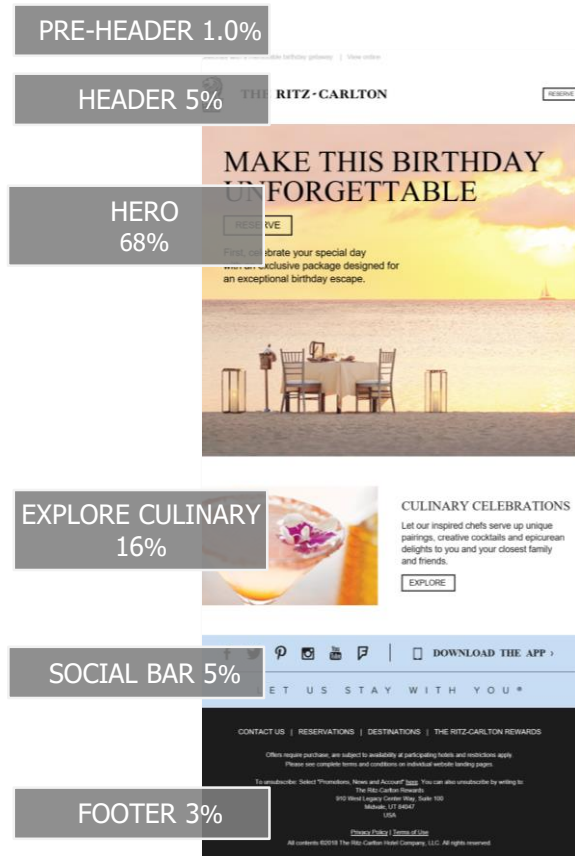 PRE-HEADER 1.0%
birthday getaway | View online
HEADER 5%
THE RITZ-CARLTON
RESERVE
MAKE THIS BIRTHDAY
UNFORGETTABLE
HERO
68%
RESERVE
First, celebrate your special day
with an exclusive package designed for
an exceptional birthday escape.
EXPLORE CULINARY
16%
CULINARY CELEBRATIONS
Let our inspired chefs serve up unique
pairings, creative cocktails and epicurean
delights to you and your closest family
and friends.
EXPLORE
SOCIAL BAR 5%
You Tube
DOWNLOAD THE APP ›
LET US STAY WITH YOU®
CONTACT US | RESERVATIONS | DESTINATIONS | THE RITZ-CARLTON REWARDS
Offers require purchase, are subject to availability at participating hotels and restrictions apply.
Please see complete terms and conditions on individual website landing pages.
To unsubscribe: Select "Promotions, News and Account" here. You can also unsubscribe by writing to:
The Ritz-Carlton Rewards
910 West Legacy Center Way, Suite 100
Midvale, UT 84047
USA
FOOTER 3%
Privacy Policy | Terms of Use
All contents ©2018 The Ritz-Carlton Hotel Company, LLC. All rights reserved.